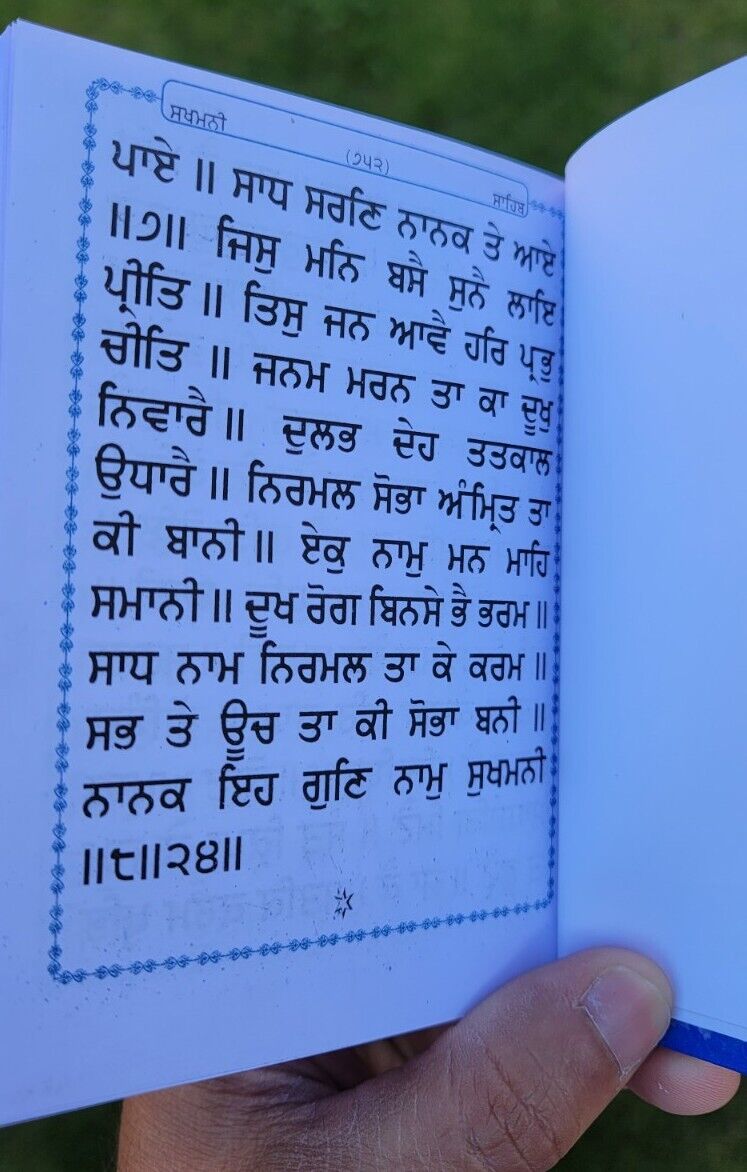 ਸੁਖਮਨੀ (੭੫੨) ਸਾਹਿਬ
ਪਾਏ ॥ ਸਾਧ ਸਰਣਿ ਨਾਨਕ ਤੇ ਆਏ
॥੭॥ ਜਿਸੁ ਮਨਿ ਬਸੈ ਸੁਨੈ ਲਾਇ
ਪ੍ਰੀਤਿ ॥ ਤਿਸੁ ਜਨ ਆਵੈ ਹਰਿ ਪ੍ਰਭੁ
ਚੀਤਿ ॥ ਜਨਮ ਮਰਨ ਤਾ ਕਾ ਦੂਖੁ
ਨਿਵਾਰੈ ॥ ਦੁਲਭ ਦੇਹ ਤਤਕਾਲ
ਉਧਾਰੈ ॥ ਨਿਰਮਲ ਸੋਭਾ ਅੰਮ੍ਰਿਤ ਤਾ
ਕੀ ਬਾਨੀ ॥ ਏਕੁ ਨਾਮੁ ਮਨ ਮਾਹਿ
ਸਮਾਨੀ ॥ ਦੂਖ ਰੋਗ ਬਿਨਸੇ ਭੈ ਭਰਮ ॥
ਸਾਧ ਨਾਮ ਨਿਰਮਲ ਤਾ ਕੇ ਕਰਮ ॥
ਸਭ ਤੇ ਊਚ ਤਾ ਕੀ ਸੋਭਾ ਬਨੀ ॥
ਨਾਨਕ ਇਹ ਗੁਣਿ ਨਾਮੁ ਸੁਖਮਨੀ
॥੮॥੨੪॥